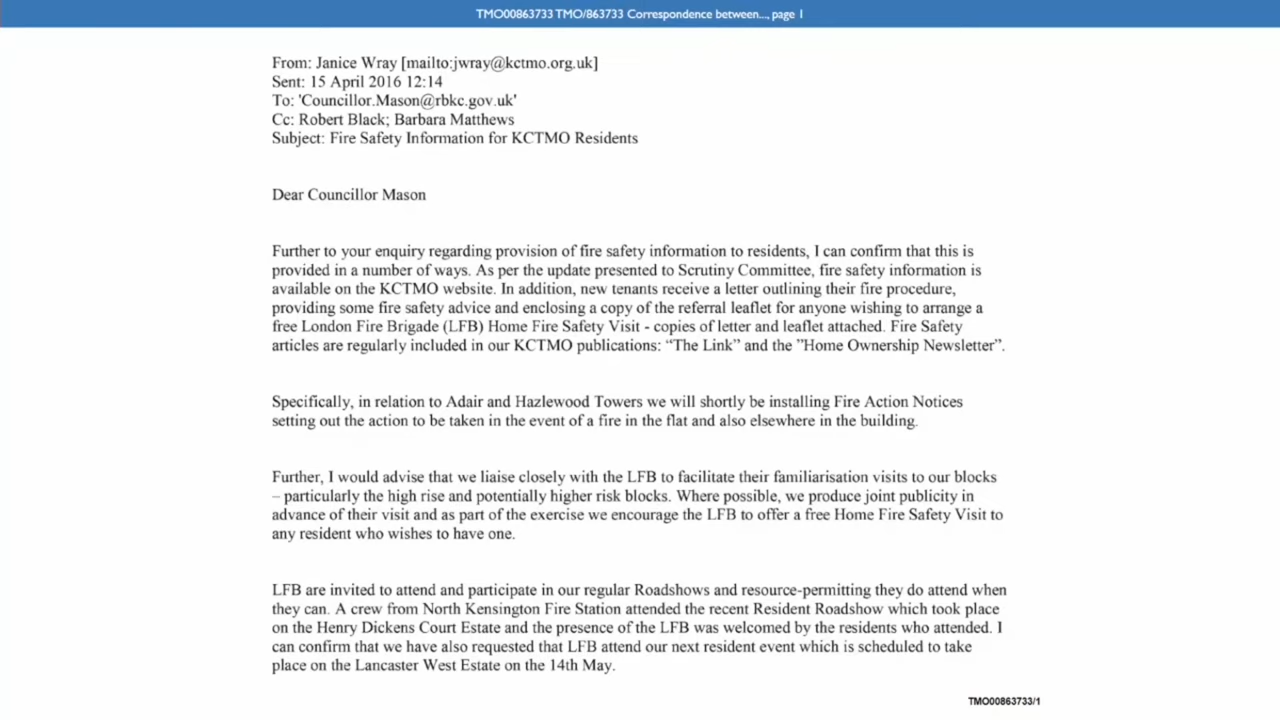 TMO00863733 TMO/863733 Correspondence between..., page 1
From: Janice Wray [mailto:jwray@kctmo.org.uk]
Sent: 15 April 2016 12:14
To: 'Councillor.Mason@rbkc.gov.uk'
Cc: Robert Black; Barbara Matthews
Subject: Fire Safety Information for KCTMO Residents
Dear Councillor Mason
Further to your enquiry regarding provision of fire safety information to residents, I can confirm that this is
provided in a number of ways. As per the update presented to Scrutiny Committee, fire safety information is
available on the KCTMO website. In addition, new tenants receive a letter outlining their fire procedure,
providing some fire safety advice and enclosing a copy of the referral leaflet for anyone wishing to arrange a
free London Fire Brigade (LFB) Home Fire Safety Visit - copies of letter and leaflet attached. Fire Safety
articles are regularly included in our KCTMO publications: “The Link” and the ”Home Ownership Newsletter”.
Specifically, in relation to Adair and Hazlewood Towers we will shortly be installing Fire Action Notices
setting out the action to be taken in the event of a fire in the flat and also elsewhere in the building.
Further, I would advise that we liaise closely with the LFB to facilitate their familiarisation visits to our blocks
– particularly the high rise and potentially higher risk blocks. Where possible, we produce joint publicity in
advance of their visit and as part of the exercise we encourage the LFB to offer a free Home Fire Safety Visit to
any resident who wishes to have one.
LFB are invited to attend and participate in our regular Roadshows and resource-permitting they do attend when
they can. A crew from North Kensington Fire Station attended the recent Resident Roadshow which took place
on the Henry Dickens Court Estate and the presence of the LFB was welcomed by the residents who attended. I
can confirm that we have also requested that LFB attend our next resident event which is scheduled to take
place on the Lancaster West Estate on the 14th May.
TMO00863733/1